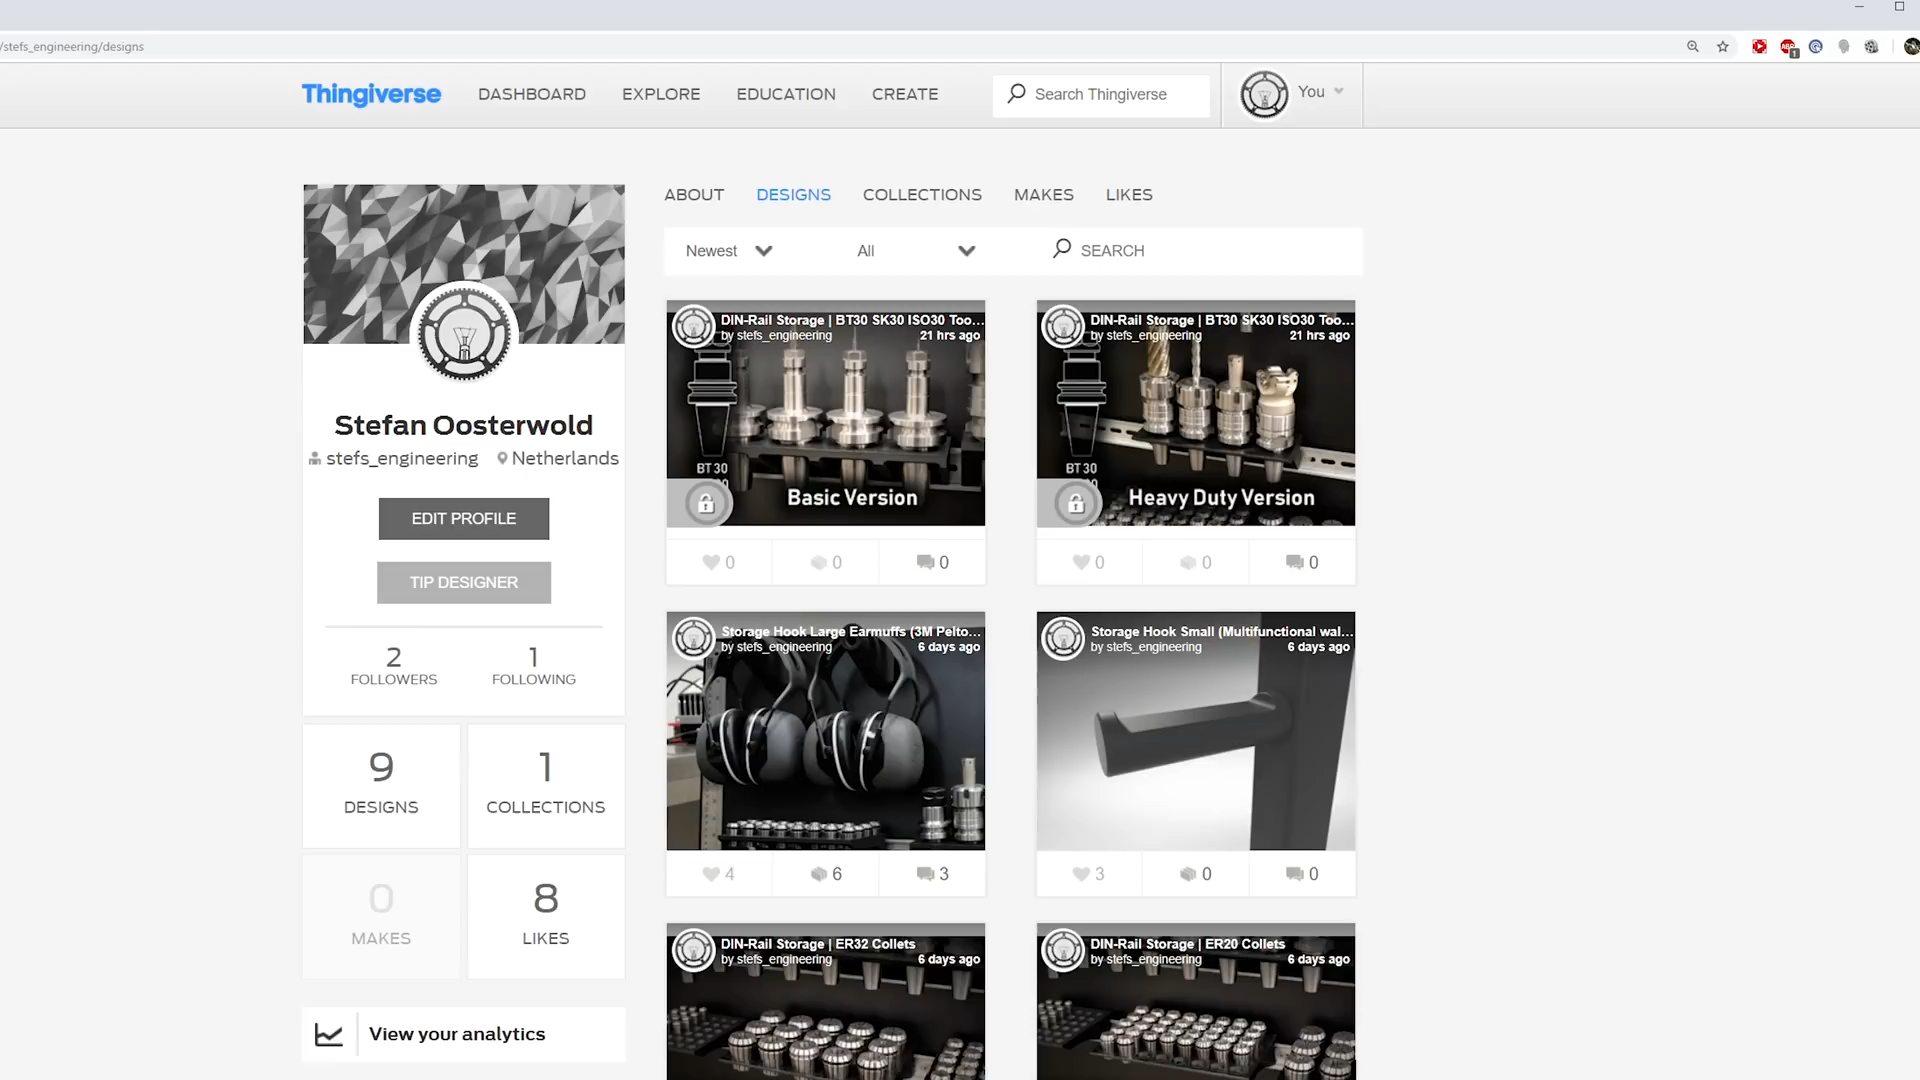 /stefs_engineering/designs
Thingiverse
DASHBOARD
EXPLORE
EDUCATION
CREATE
Search Thingiverse
You
ABOUT
DESIGNS
COLLECTIONS
MAKES
LIKES
Newest
All
SEARCH
Stefan Oosterwold
stefs_engineering
Netherlands
EDIT PROFILE
TIP DESIGNER
2
FOLLOWERS
1
FOLLOWING
9
DESIGNS
1
COLLECTIONS
0
MAKES
8
LIKES
View your analytics
DIN-Rail Storage | BT30 SK30 ISO30 Too...
by stefs_engineering
21 hrs ago
BT 30
Basic Version
0
0
0
DIN-Rail Storage | BT30 SK30 ISO30 Too...
by stefs_engineering
21 hrs ago
BT 30
Heavy Duty Version
0
0
0
Storage Hook Large Earmuffs (3M Pelto...
by stefs_engineering
6 days ago
4
6
3
Storage Hook Small (Multifunctional wal...
by stefs_engineering
6 days ago
3
0
0
DIN-Rail Storage | ER32 Collets
by stefs_engineering
6 days ago
DIN-Rail Storage | ER20 Collets
by stefs_engineering
6 days ago